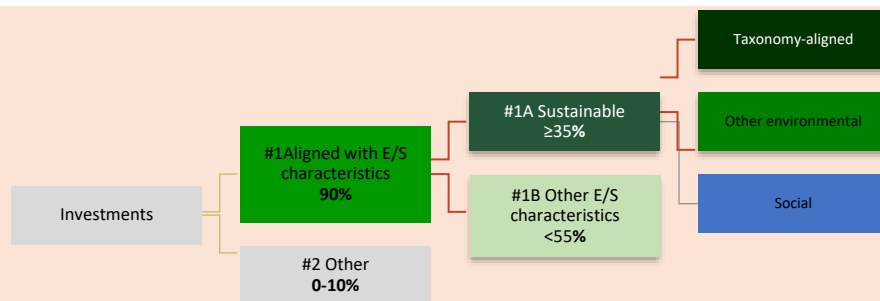 Taxonomy-aligned
#1A Sustainable
≥35%
Other environmental
#1Aligned with E/S
characteristics
90%
#1B Other E/S
characteristics
<55%
Social
Investments
#2 Other
0-10%